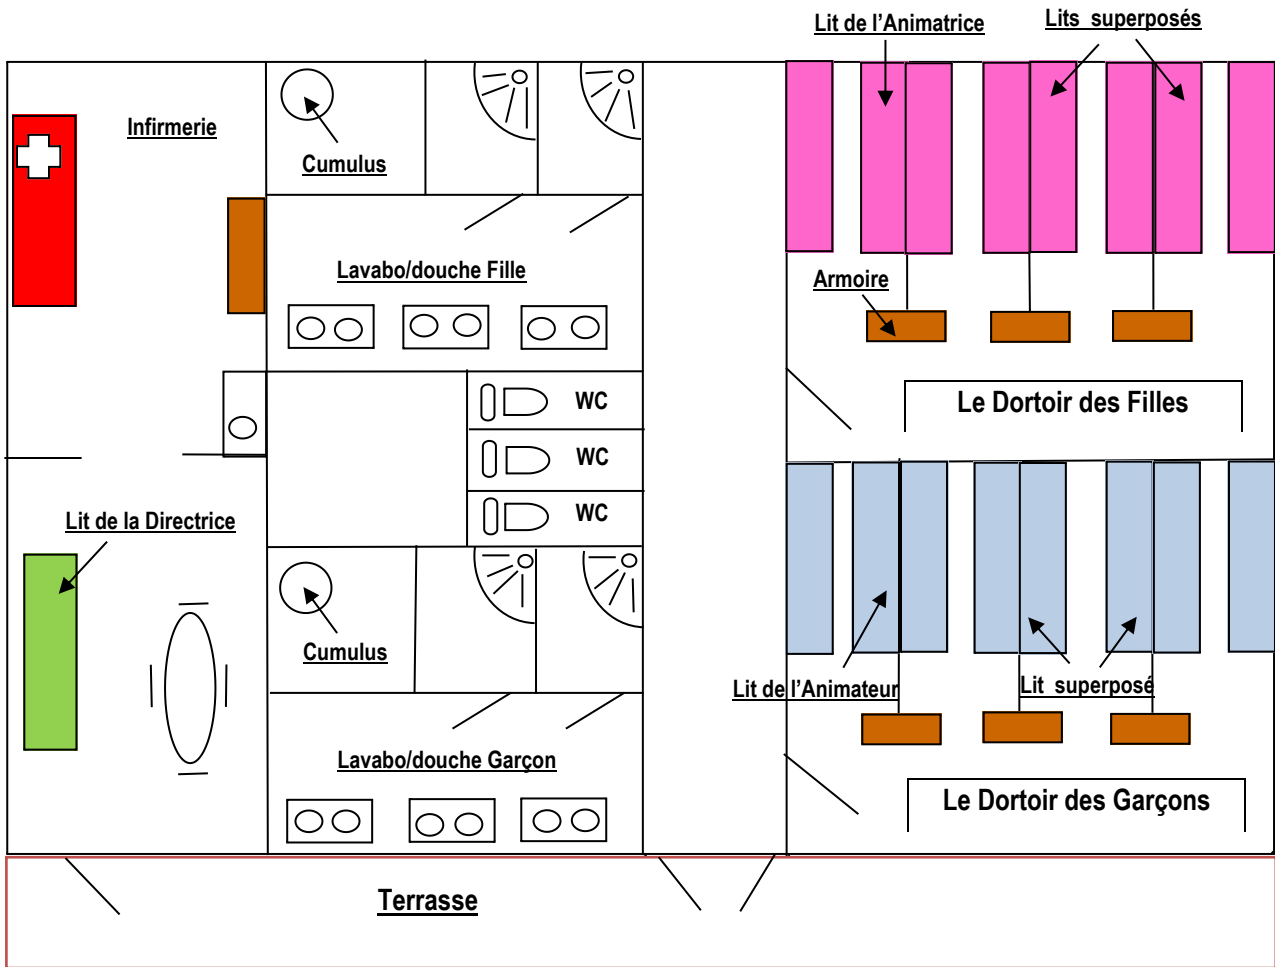 Lit de l’Animatrice
Lits superposés
Infirmerie
Cumulus
Lavabo/douche Fille
Armoire
WC
Le Dortoir des Filles
WC
WC
Lit de la Directrice
Cumulus
Lit de l’Animateur
Lit superposé
Lavabo/douche Garçon
Le Dortoir des Garçons
Terrasse